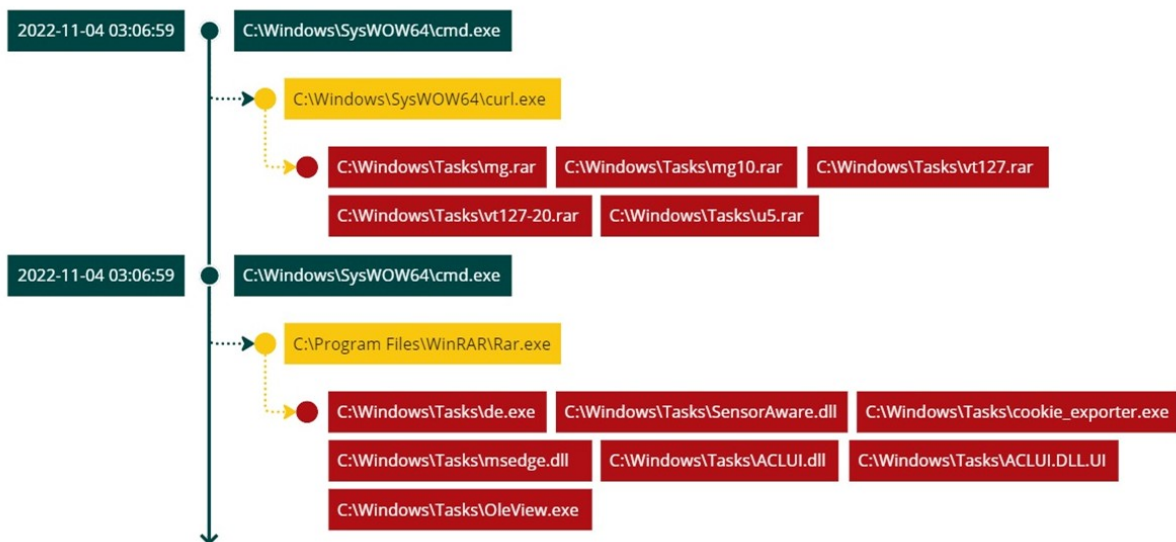 2022-11-04 03:06:59 C:\Windows\SysWOW64\cmd.exe
C:\Windows\SysWOW64\curl.exe
C:\Windows\Tasks\mg.rar C:\Windows\Tasks\mg10.rar C:\Windows\Tasks\vt127.rar
C:\Windows\Tasks\vt127-20.rar C:\Windows\Tasks\u5.rar
2022-11-04 03:06:59 C:\Windows\SysWOW64\cmd.exe
C:\Program Files\WinRAR\Rar.exe
C:\Windows\Tasks\de.exe C:\Windows\Tasks\SensorAware.dll C:\Windows\Tasks\cookie_exporter.exe
C:\Windows\Tasks\msedge.dll C:\Windows\Tasks\ACLUI.dll C:\Windows\Tasks\ACLUI.DLL.UI
C:\Windows\Tasks\OleView.exe